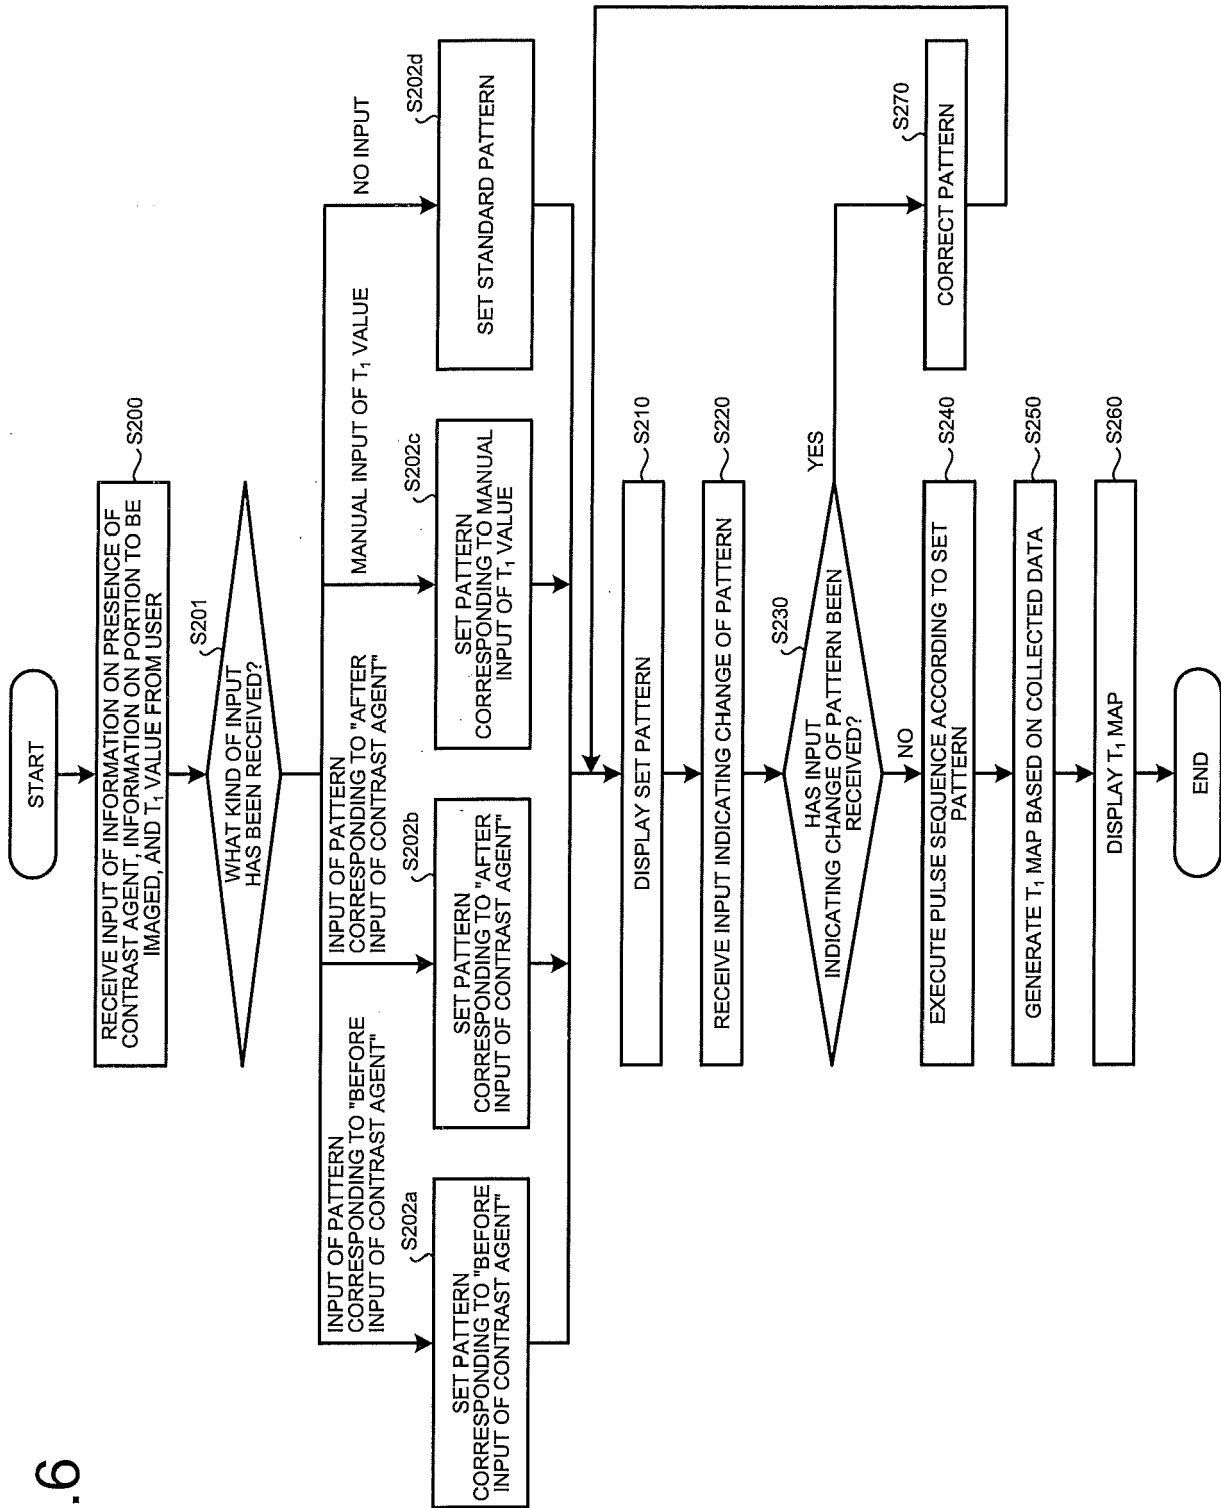 .6
START
RECEIVE INPUT OF INFORMATION ON PRESENCE OF
CONTRAST AGENT, INFORMATION ON PORTION TO BE
IMAGED, AND T₁ VALUE FROM USER
S200
WHAT KIND OF INPUT
HAS BEEN RECEIVED?
S201
INPUT OF PATTERN
CORRESPONDING TO "BEFORE
INPUT OF CONTRAST AGENT"
INPUT OF PATTERN
CORRESPONDING TO "AFTER
INPUT OF CONTRAST AGENT"
MANUAL INPUT OF T₁ VALUE
NO INPUT
S202a
SET PATTERN
CORRESPONDING TO "BEFORE
INPUT OF CONTRAST AGENT"
S202b
SET PATTERN
CORRESPONDING TO "AFTER
INPUT OF CONTRAST AGENT"
S202c
SET PATTERN
CORRESPONDING TO MANUAL
INPUT OF T₁ VALUE
S202d
SET STANDARD PATTERN
DISPLAY SET PATTERN
S210
RECEIVE INPUT INDICATING CHANGE OF PATTERN
S220
S230
HAS INPUT
INDICATING CHANGE OF PATTERN BEEN
RECEIVED?
YES
NO
S270
CORRECT PATTERN
EXECUTE PULSE SEQUENCE ACCORDING TO SET
PATTERN
S240
GENERATE T₁ MAP BASED ON COLLECTED DATA
S250
DISPLAY T₁ MAP
S260
END